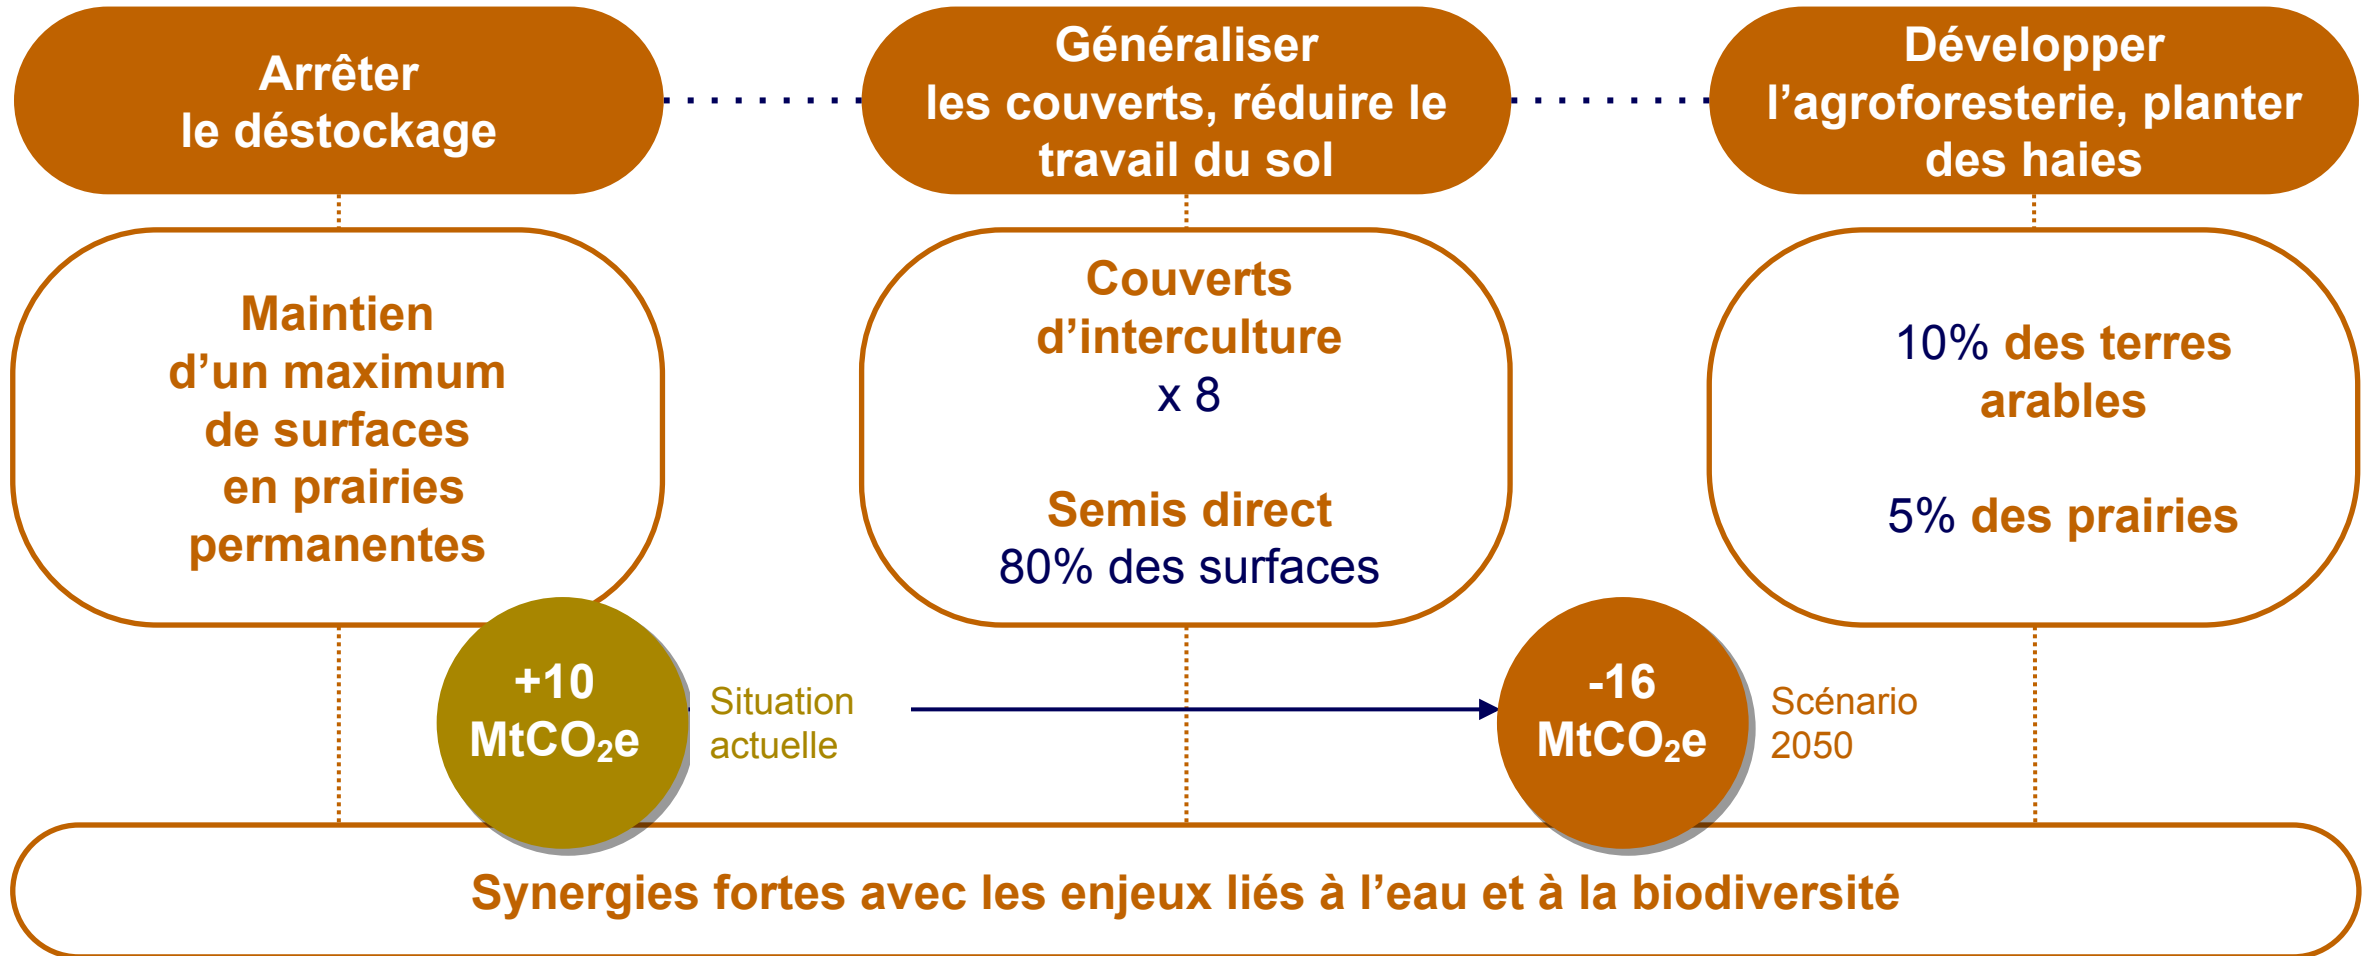 Arrêter
le déstockage
Généraliser
les couverts, réduire le
travail du sol
Développer
l’agroforesterie, planter
des haies
Maintien
d’un maximum
de surfaces
en prairies
permanentes
Couverts
d’interculture
x 8
Semis direct
80% des surfaces
10% des terres
arables
5% des prairies
+10
MtCO₂e
Situation
actuelle
-16
MtCO₂e
Scénario
2050
Synergies fortes avec les enjeux liés à l’eau et à la biodiversité